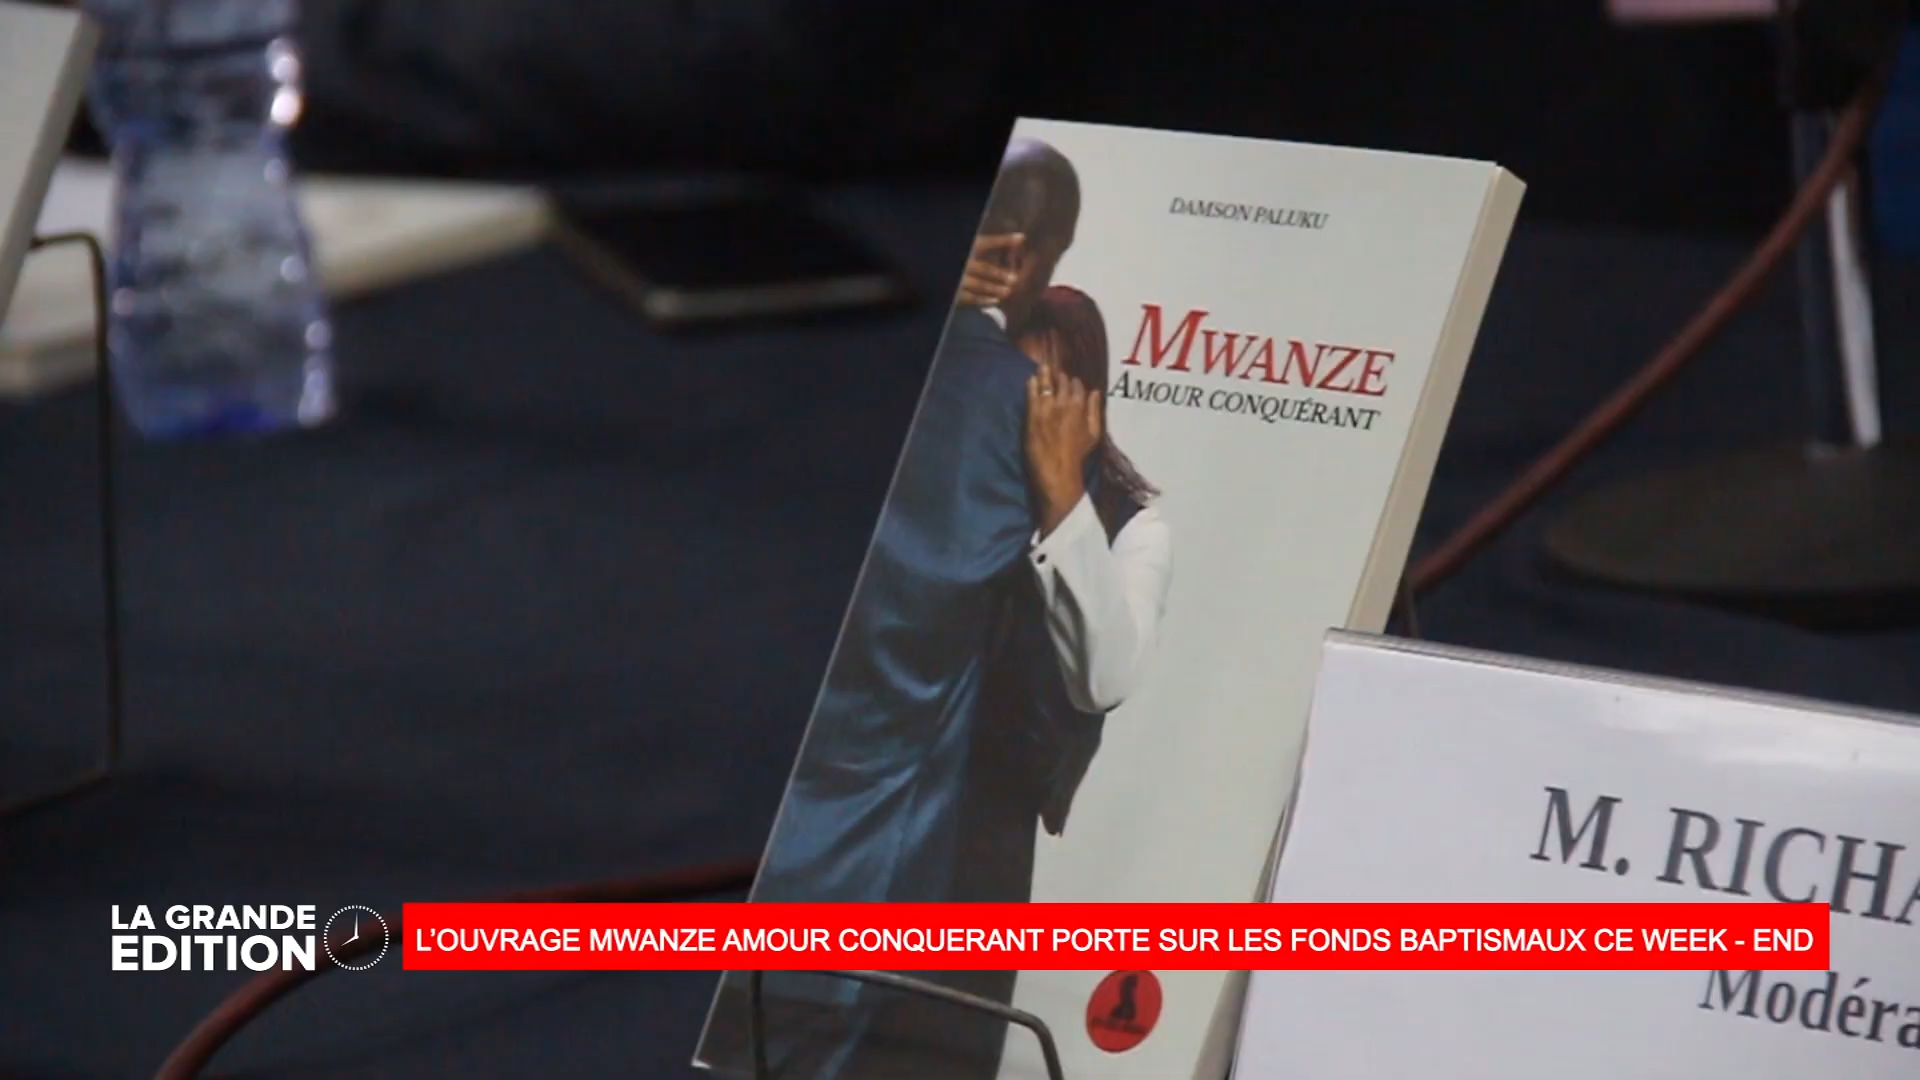 DAMSON PALUKU
MWANZE
AMOUR CONQUÉRANT
M. RICHA
Modéra
LA GRANDE
EDITION
L'OUVRAGE MWANZE AMOUR CONQUERANT PORTE SUR LES FONDS BAPTISMAUX CE WEEK - END